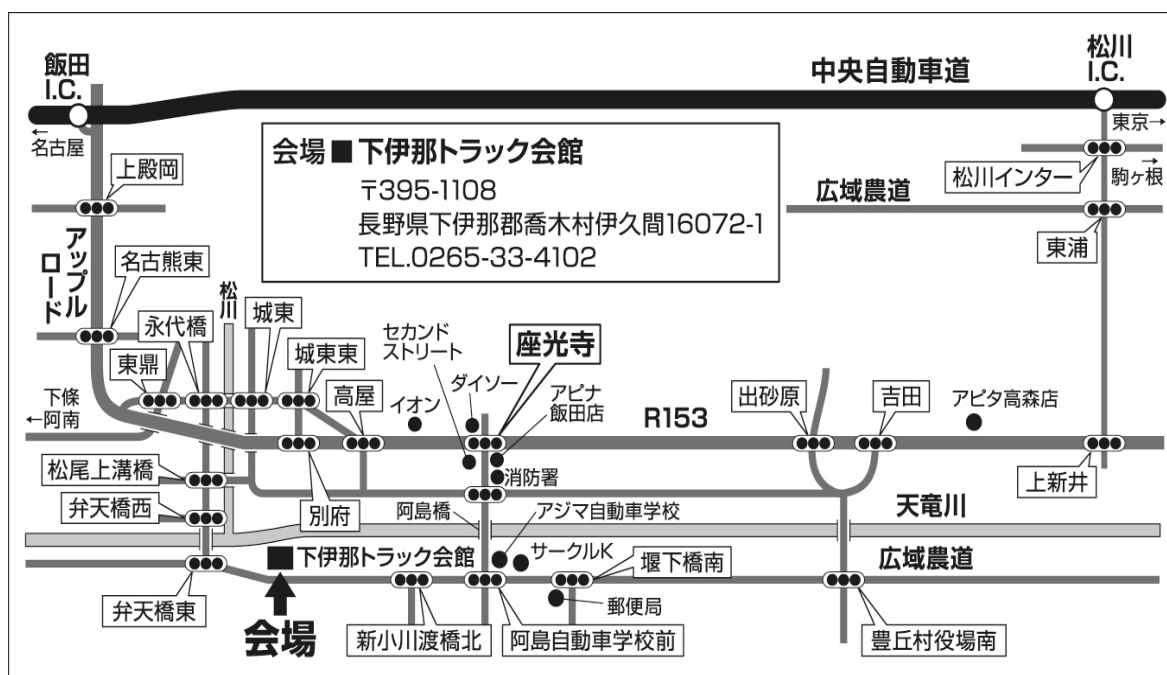 飯田
I.C.
松川
I.C.
中央自動車道
←
名古屋
東京→
→
駒ヶ根
会場 ■ 下伊那トラック会館
〒395-1108
長野県下伊那郡喬木村伊久間16072-1
TEL.0265-33-4102
上殿岡
松川インター
広域農道
東浦
アップル
ロード
名古熊東
松川
永代橋
城東
東鼎
城東東
高屋
セカンド
ストリート
ダイソー
座光寺
アピナ
飯田店
イオン
出砂原
吉田
アピタ高森店
下條
←阿南
R153
松尾上溝橋
消防署
上新井
弁天橋西
別府
阿島橋
アジマ自動車学校
天竜川
下伊那トラック会館
サークルK
堰下橋南
広域農道
弁天橋東
会場
新小川渡橋北
阿島自動車学校前
郵便局
豊丘村役場南